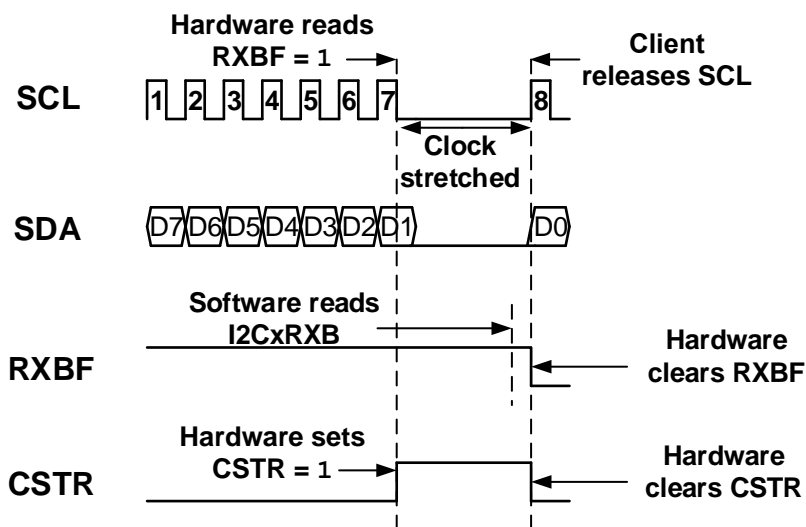 Hardware reads
RXBF = 1
Client
releases SCL
SCL
1 2 3 4 5 6 7 8
Clock
stretched
SDA
D7 D6 D5 D4 D3 D2 D1 D0
Software reads
I2CxRXB
RXBF
Hardware
clears RXBF
Hardware sets
CSTR = 1
CSTR
Hardware
clears CSTR